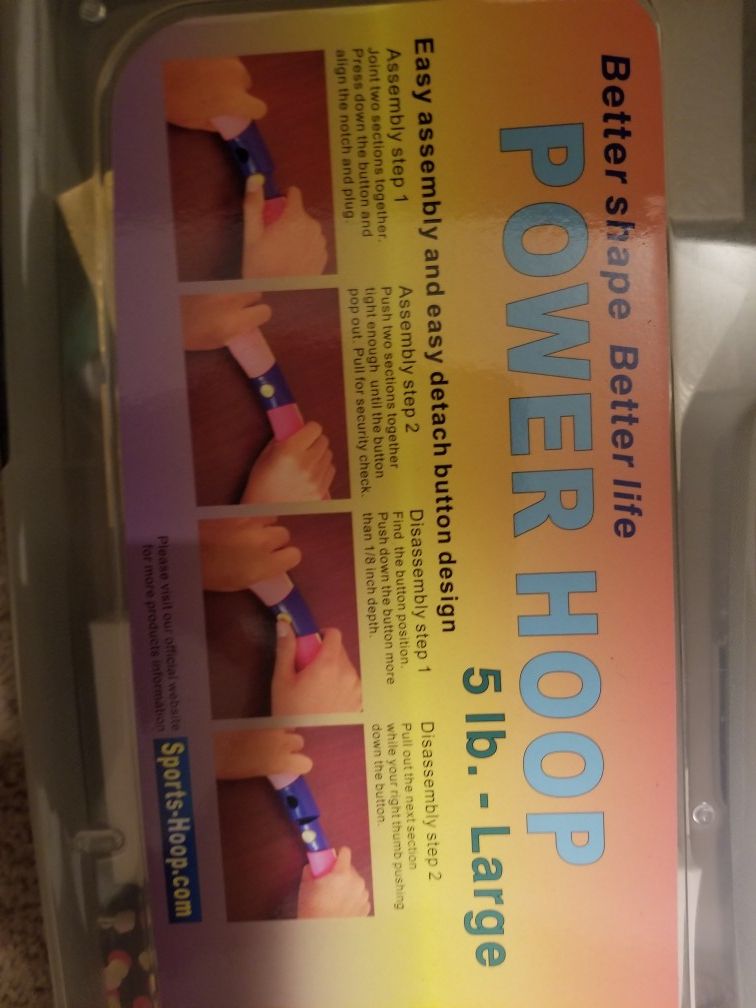 Better shape Better life
POWER HOOP
5 lb. - Large
Easy assembly and easy detach button design
Assembly step 1
Joint two sections together.
Press down the button and
align the notch and plug.
Assembly step 2
Push two sections together
tight enough until the button
pop out. Pull for security check.
Disassembly step 1
Find the button position.
Push down the button more
than 1/8 inch depth.
Disassembly step 2
Pull out the next section
while your right thumb pushing
down the button.
Please visit our official website
for more products information
Sports-Hoop.com